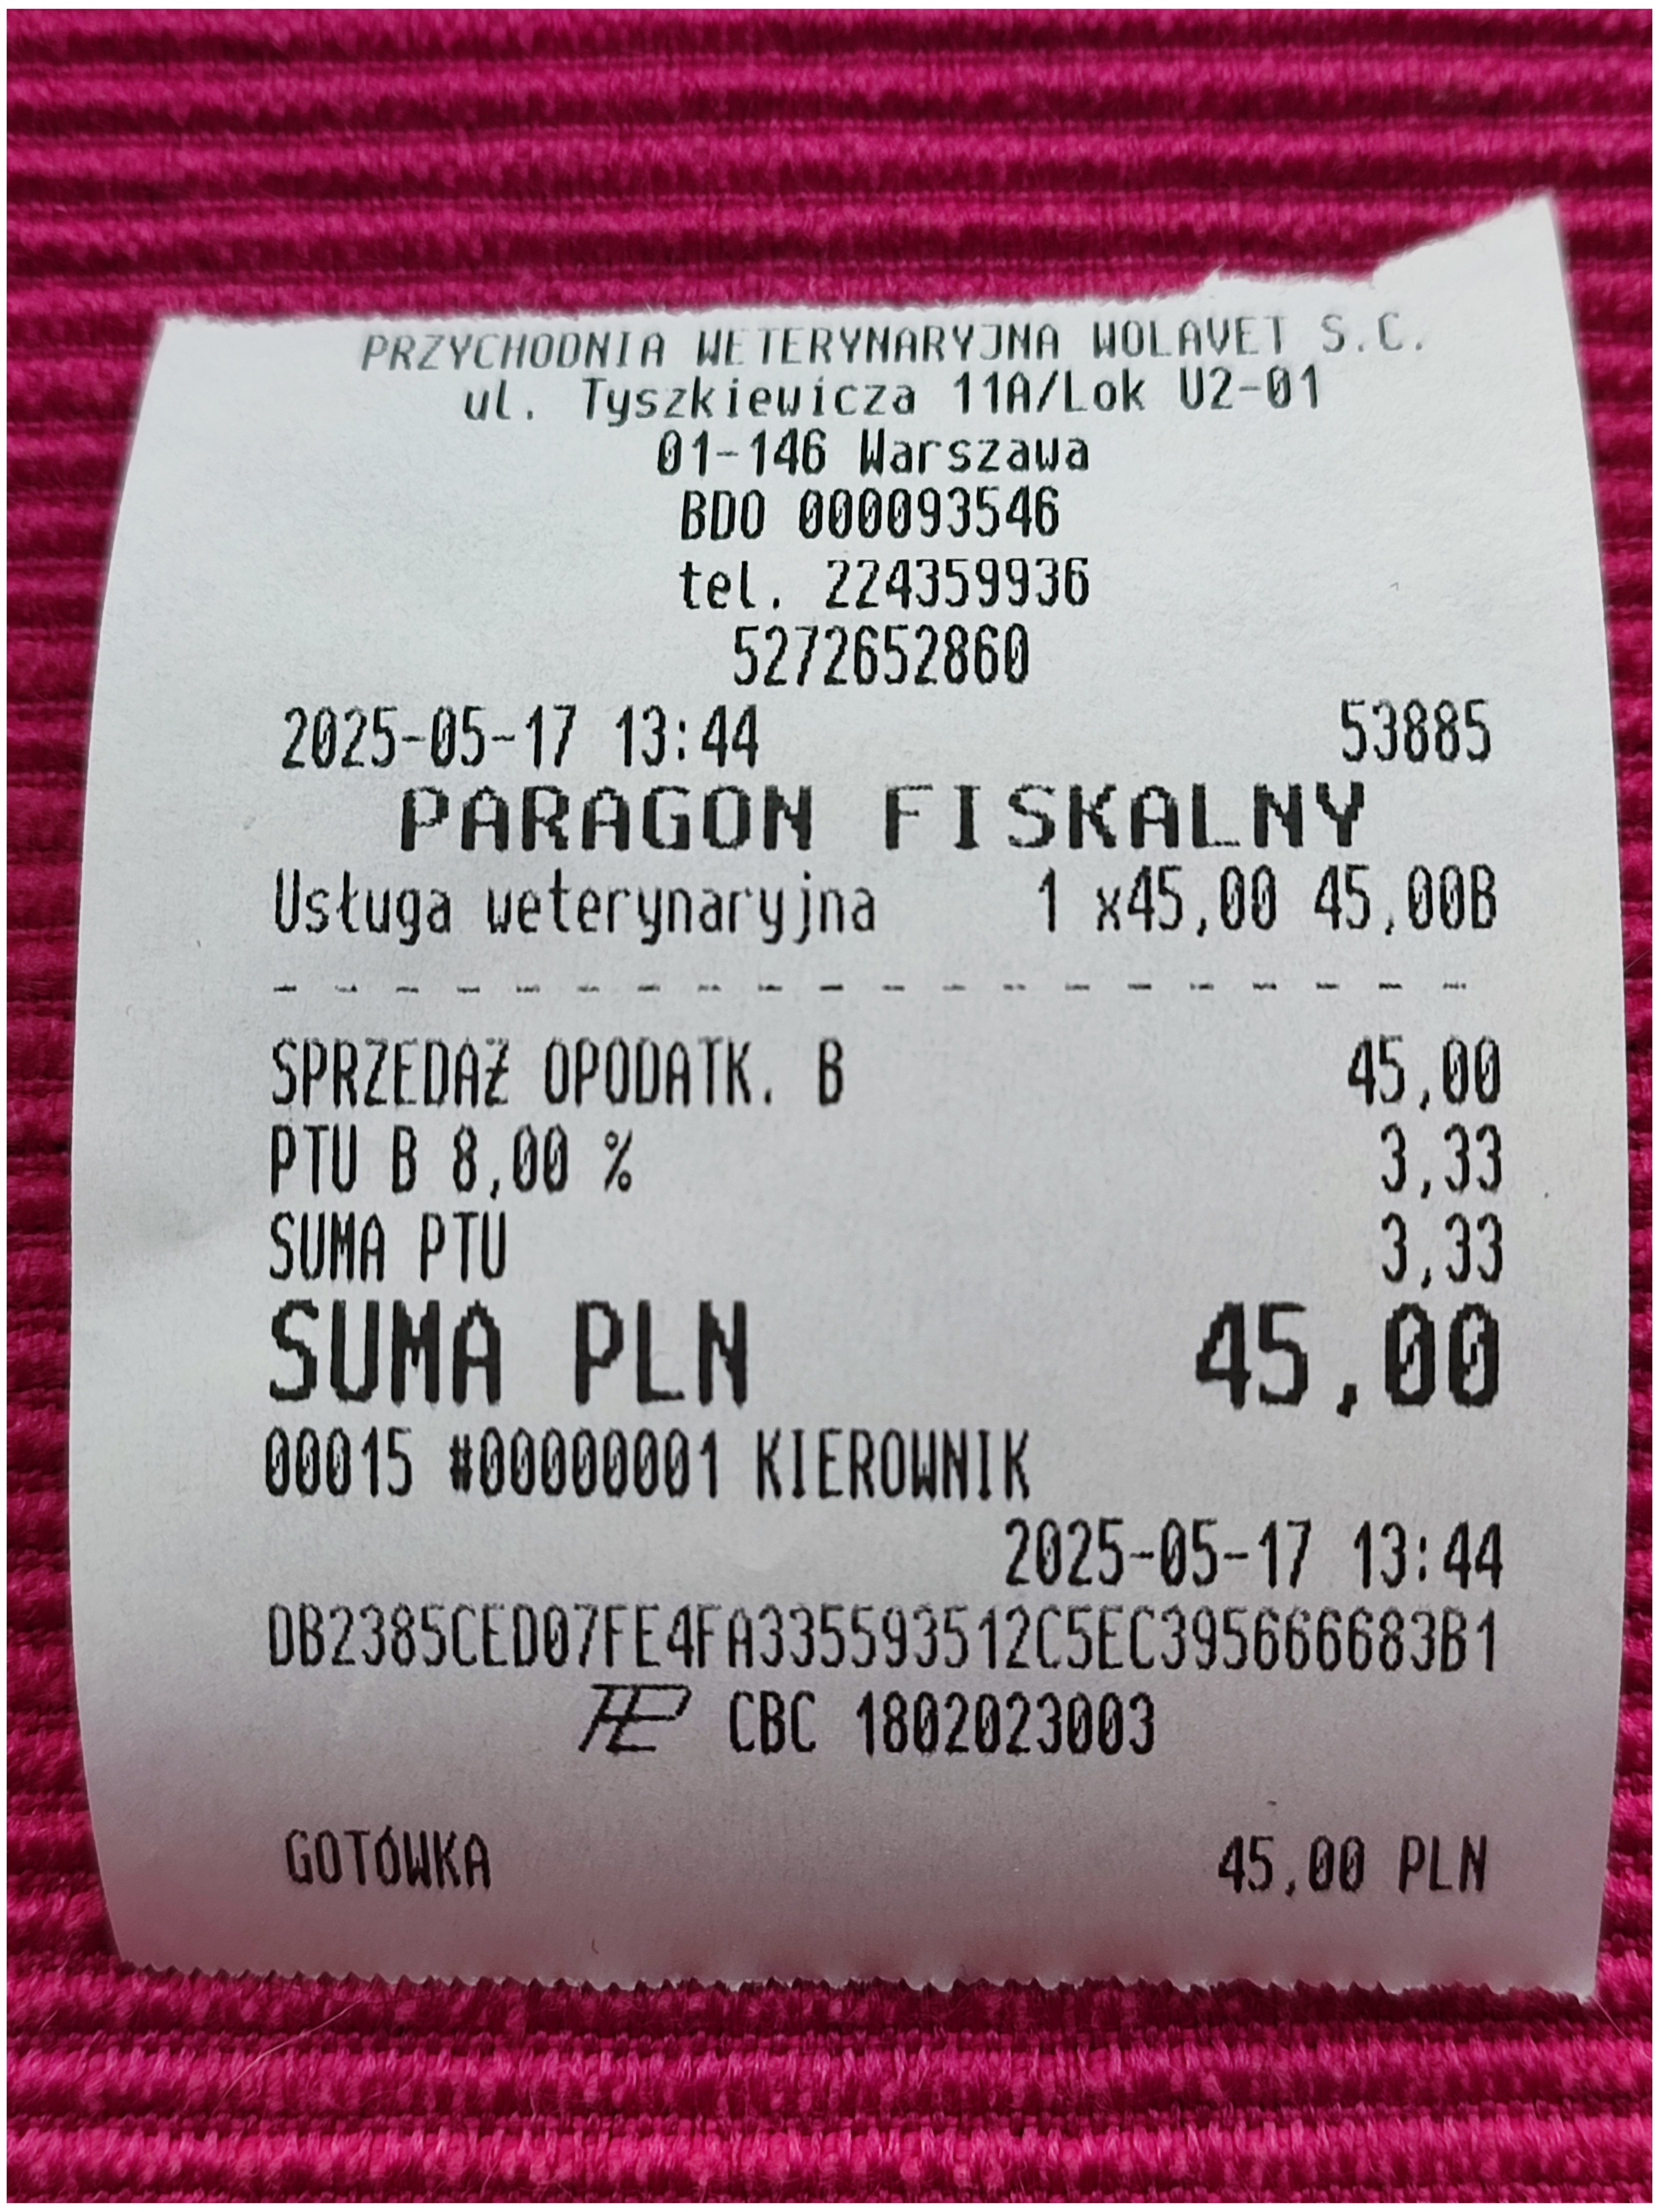 PRZYCHODNIA WETERYNARYJNA WOLAVET S.C.
ul. Tyszkiewicza 11A/Lok U2-01
01-146 Warszawa
BDO 000093546
tel. 224359936
5272652860
2025-05-17 13:44 53885
PARAGON FISKALNY
Usługa weterynaryjna 1 x45,00 45,00B
- - - - - - - - - - - - - - - - - - - -
SPRZEDAŻ OPODATK. B 45,00
PTU B 8,00 % 3,33
SUMA PTU 3,33
SUMA PLN 45,00
00015 #00000001 KIEROWNIK
2025-05-17 13:44
DB2385CED07FE4FA335593512C5EC395666683B1
CBC 1802023003
GOTÓWKA 45,00 PLN